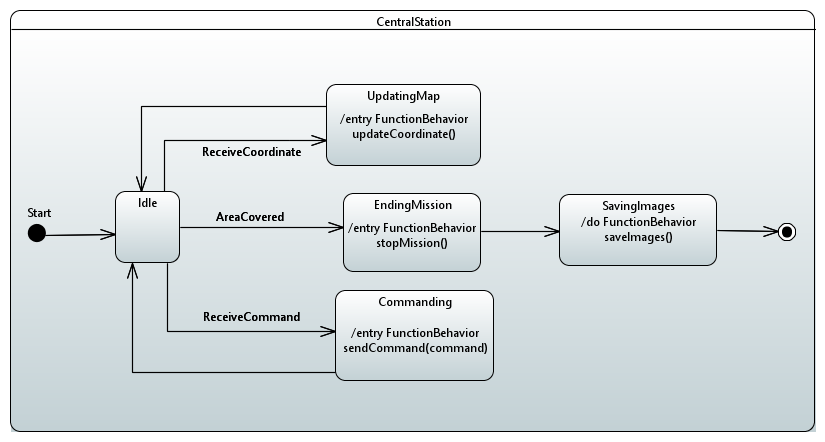 CentralStation
UpdatingMap
/entry FunctionBehavior
updateCoordinate()
ReceiveCoordinate
Start
Idle
AreaCovered
EndingMission
/entry FunctionBehavior
stopMission()
SavingImages
/do FunctionBehavior
saveImages()
ReceiveCommand
Commanding
/entry FunctionBehavior
sendCommand(command)